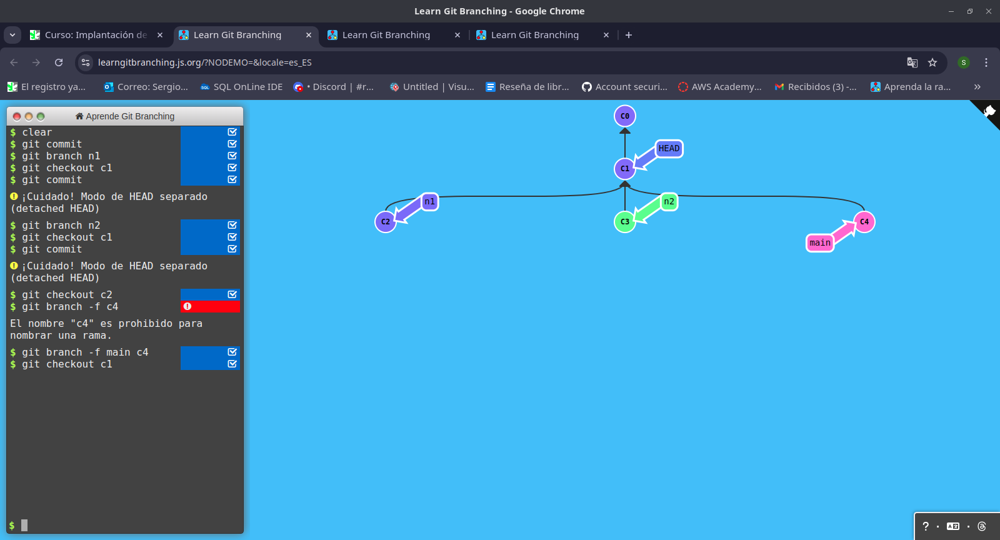 Learn Git Branching - Google Chrome
Curso: Implantación de
Learn Git Branching
Learn Git Branching
Learn Git Branching
learngitbranching.js.org/?NODEMO=&locale=es_ES
S
El registro ya...
Correo: Sergio...
SQL OnLine IDE
• Discord | #r...
Untitled | Visu...
Reseña de libr...
Account securi...
AWS Academy...
Recibidos (3) -...
Aprenda la ra...
»
Aprende Git Branching
$ clear
$ git commit
$ git branch n1
$ git checkout c1
$ git commit
¡Cuidado! Modo de HEAD separado
(detached HEAD)
$ git branch n2
$ git checkout c1
$ git commit
¡Cuidado! Modo de HEAD separado
(detached HEAD)
$ git checkout c2
$ git branch -f c4
El nombre "c4" es prohibido para
nombrar una rama.
$ git branch -f main c4
$ git checkout c1
$
C0
HEAD
C1
n1
n2
C2
C3
C4
main
? · ·